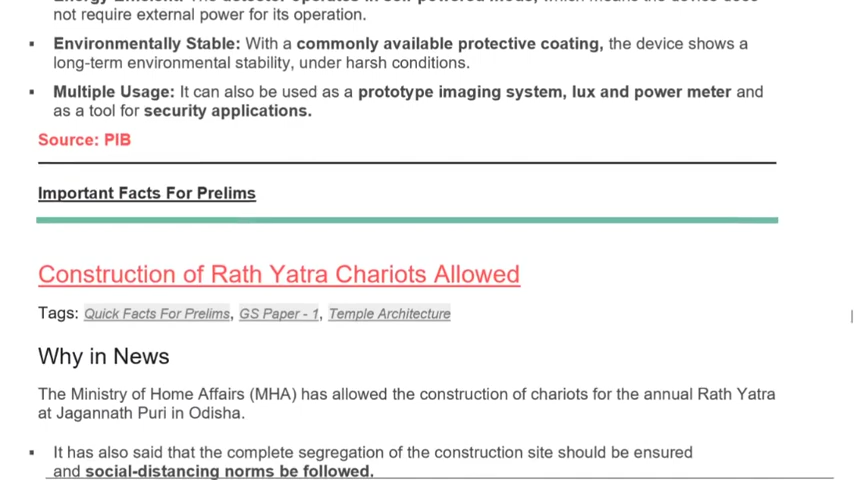 not require external power for its operation.
▪ Environmentally Stable: With a commonly available protective coating, the device shows a
long-term environmental stability, under harsh conditions.
▪ Multiple Usage: It can also be used as a prototype imaging system, lux and power meter and
as a tool for security applications.
Source: PIB
Important Facts For Prelims
Construction of Rath Yatra Chariots Allowed
Tags: Quick Facts For Prelims, GS Paper - 1, Temple Architecture
Why in News
The Ministry of Home Affairs (MHA) has allowed the construction of chariots for the annual Rath Yatra
at Jagannath Puri in Odisha.
▪ It has also said that the complete segregation of the construction site should be ensured
and social-distancing norms be followed.